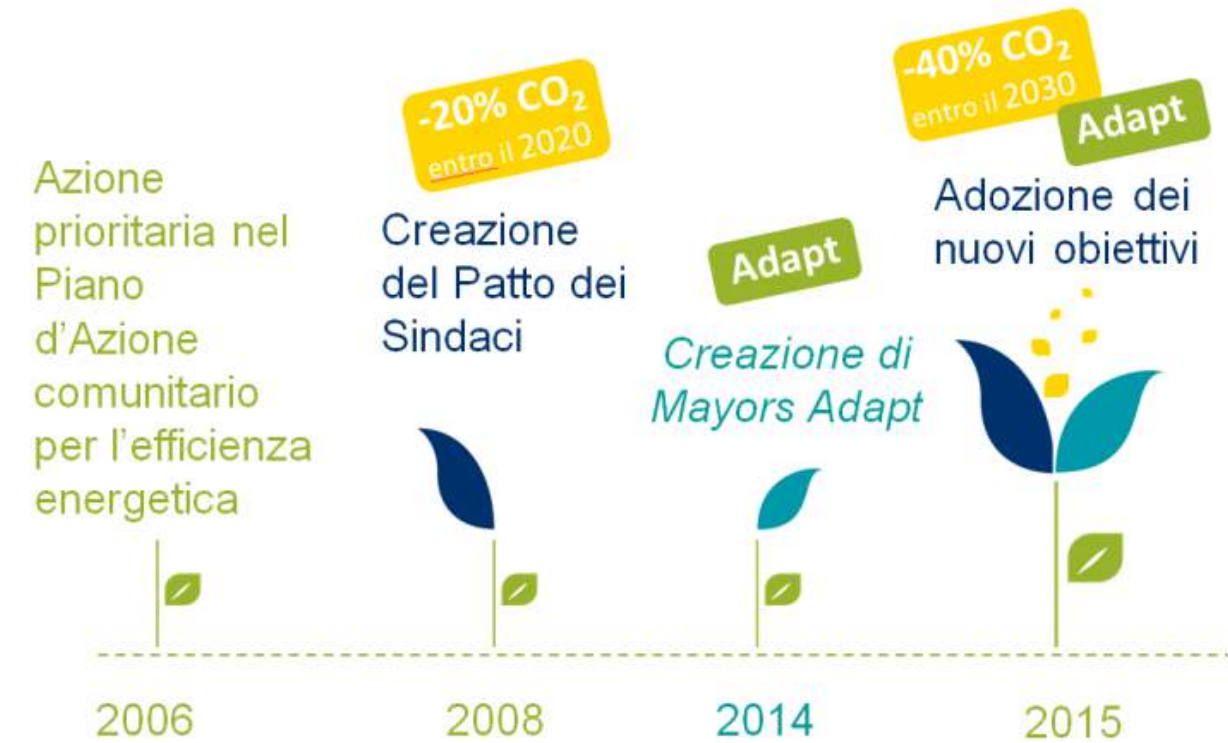 Azione
prioritaria nel
Piano
d'Azione
comunitario
per l'efficienza
energetica
-20% CO₂
entro il 2020
Creazione
del Patto dei
Sindaci
Adapt
Creazione di
Mayors Adapt
-40% CO₂
entro il 2030
Adapt
Adozione dei
nuovi obiettivi
2006
2008
2014
2015